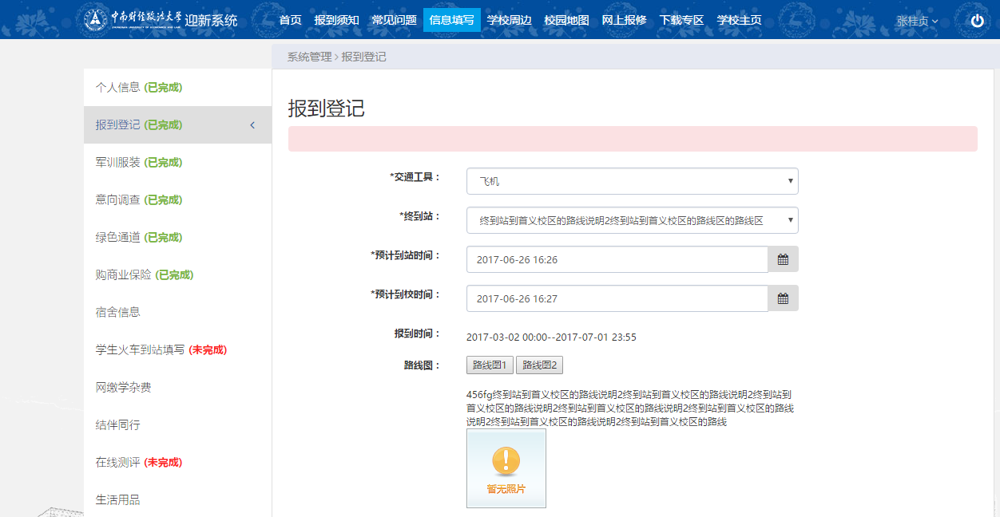 中南财经政法大学 迎新系统 首页 报到须知 常见问题 信息填写 学校周边 校园地图 网上报修 下载专区 学校主页 张桂贞
系统管理 > 报到登记
个人信息 (已完成)
报到登记 (已完成)
军训服装 (已完成)
意向调查 (已完成)
绿色通道 (已完成)
购商业保险 (已完成)
宿舍信息
学生火车到站填写 (未完成)
网缴学杂费
结伴同行
在线测评 (未完成)
生活用品
报到登记
*交通工具: 飞机
*终到站: 终到站到首义校区的路线说明2终到站到首义校区的路线区的路线区
*预计到站时间: 2017-06-26 16:26
*预计到校时间: 2017-06-26 16:27
报到时间: 2017-03-02 00:00--2017-07-01 23:55
路线图: 路线图1 路线图2
456fg终到站到首义校区的路线说明2终到站到首义校区的路线说明2终到站到
首义校区的路线说明2终到站到首义校区的路线说明2终到站到首义校区的路线
说明2终到站到首义校区的路线说明2终到站到首义校区的路线
暂无照片